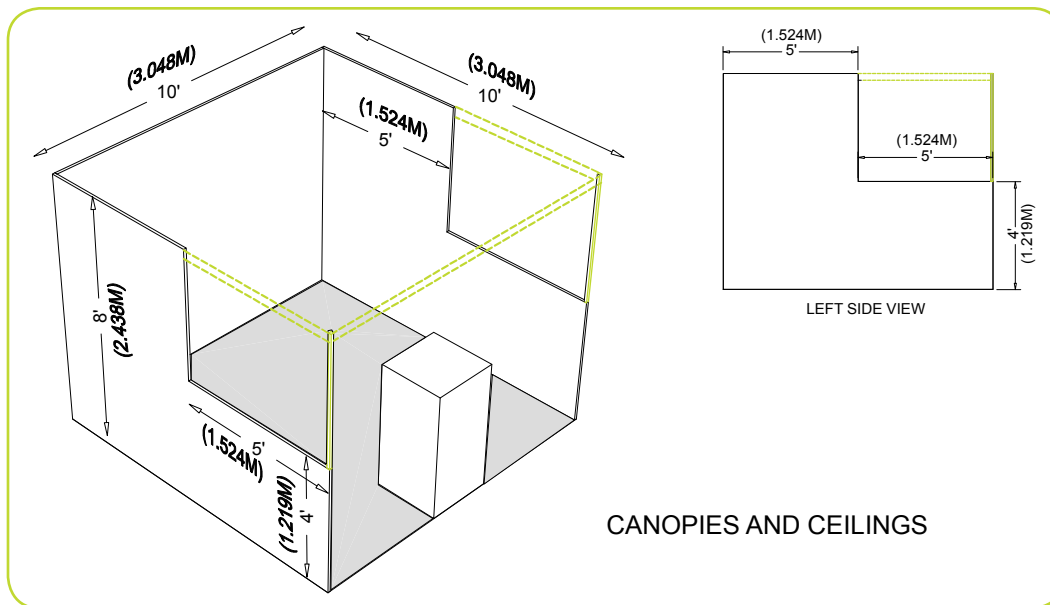 (3.048M)
10'
(3.048M)
10'
(1.524M)
5'
8'
(2.438M)
5'
(1.524M)
4'
(1.219M)
(1.524M)
5'
(1.524M)
5'
4'
(1.219M)
LEFT SIDE VIEW
CANOPIES AND CEILINGS